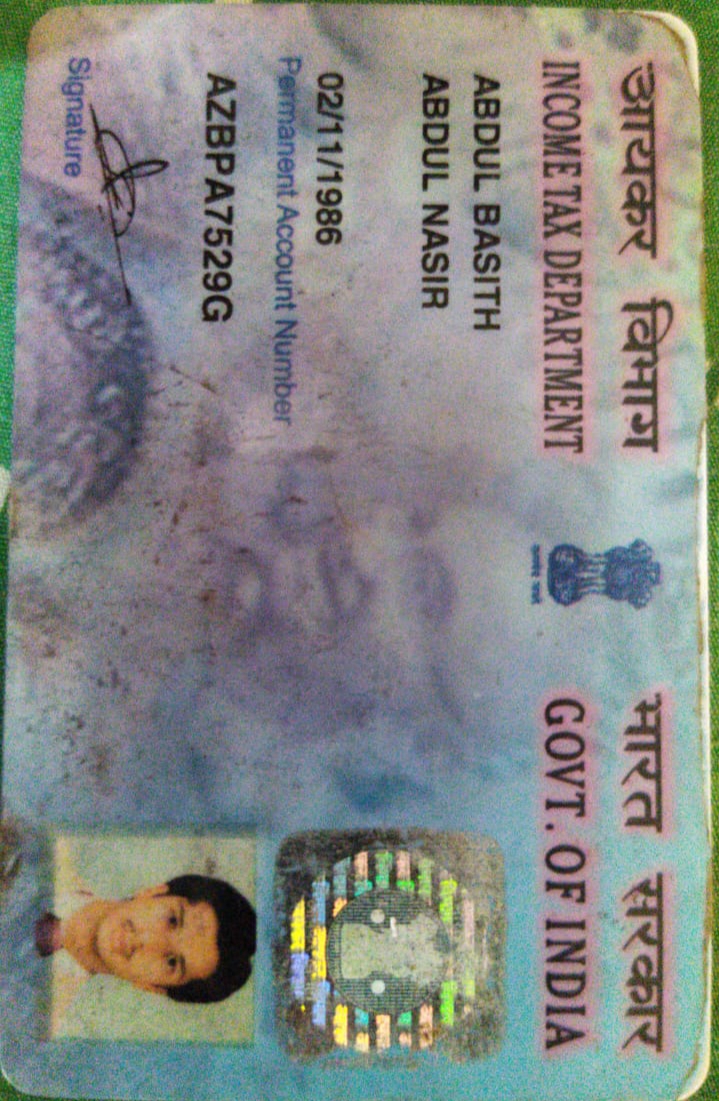 आयकर विभाग
INCOME TAX DEPARTMENT
भारत सरकार
GOVT. OF INDIA
ABDUL BASITH
ABDUL NASIR
02/11/1986
Permanent Account Number
AZBPA7529G
Signature